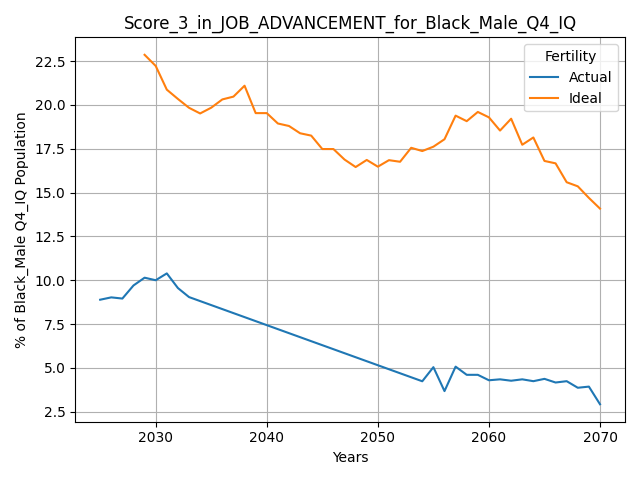 Score_3_in_JOB_ADVANCEMENT_for_Black_Male_Q4_IQ
% of Black_Male Q4_IQ Population
22.5
20.0
17.5
15.0
12.5
10.0
7.5
5.0
2.5
Fertility
Actual
Ideal
2030 2040 2050 2060 2070
Years